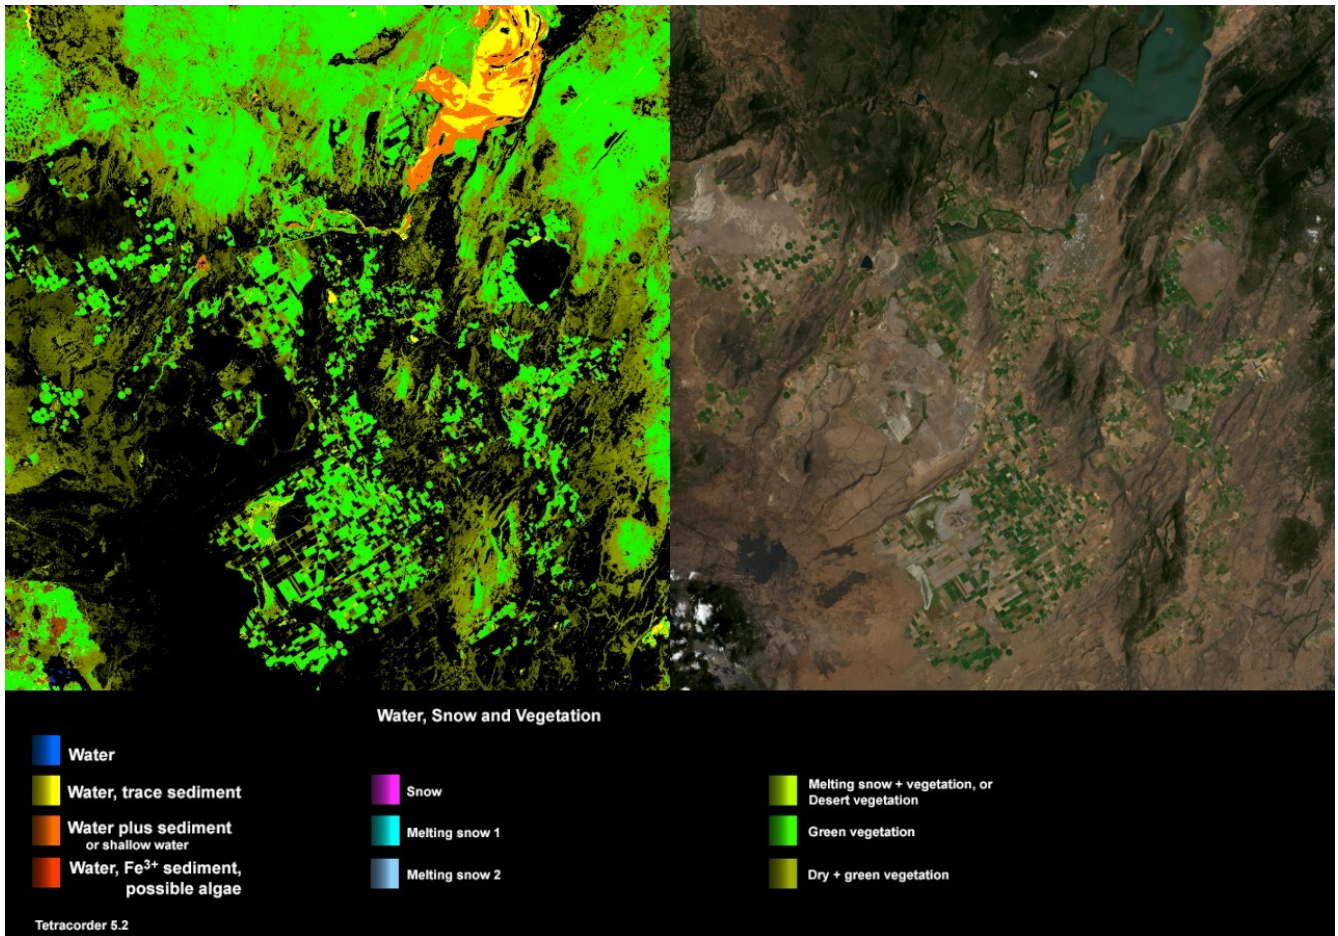 Water, Snow and Vegetation
Water
Water, trace sediment
Water plus sediment
or shallow water
Water, Fe3+ sediment,
possible algae
Snow
Melting snow 1
Melting snow 2
Melting snow + vegetation, or
Desert vegetation
Green vegetation
Dry + green vegetation
Tetracorder 5.2